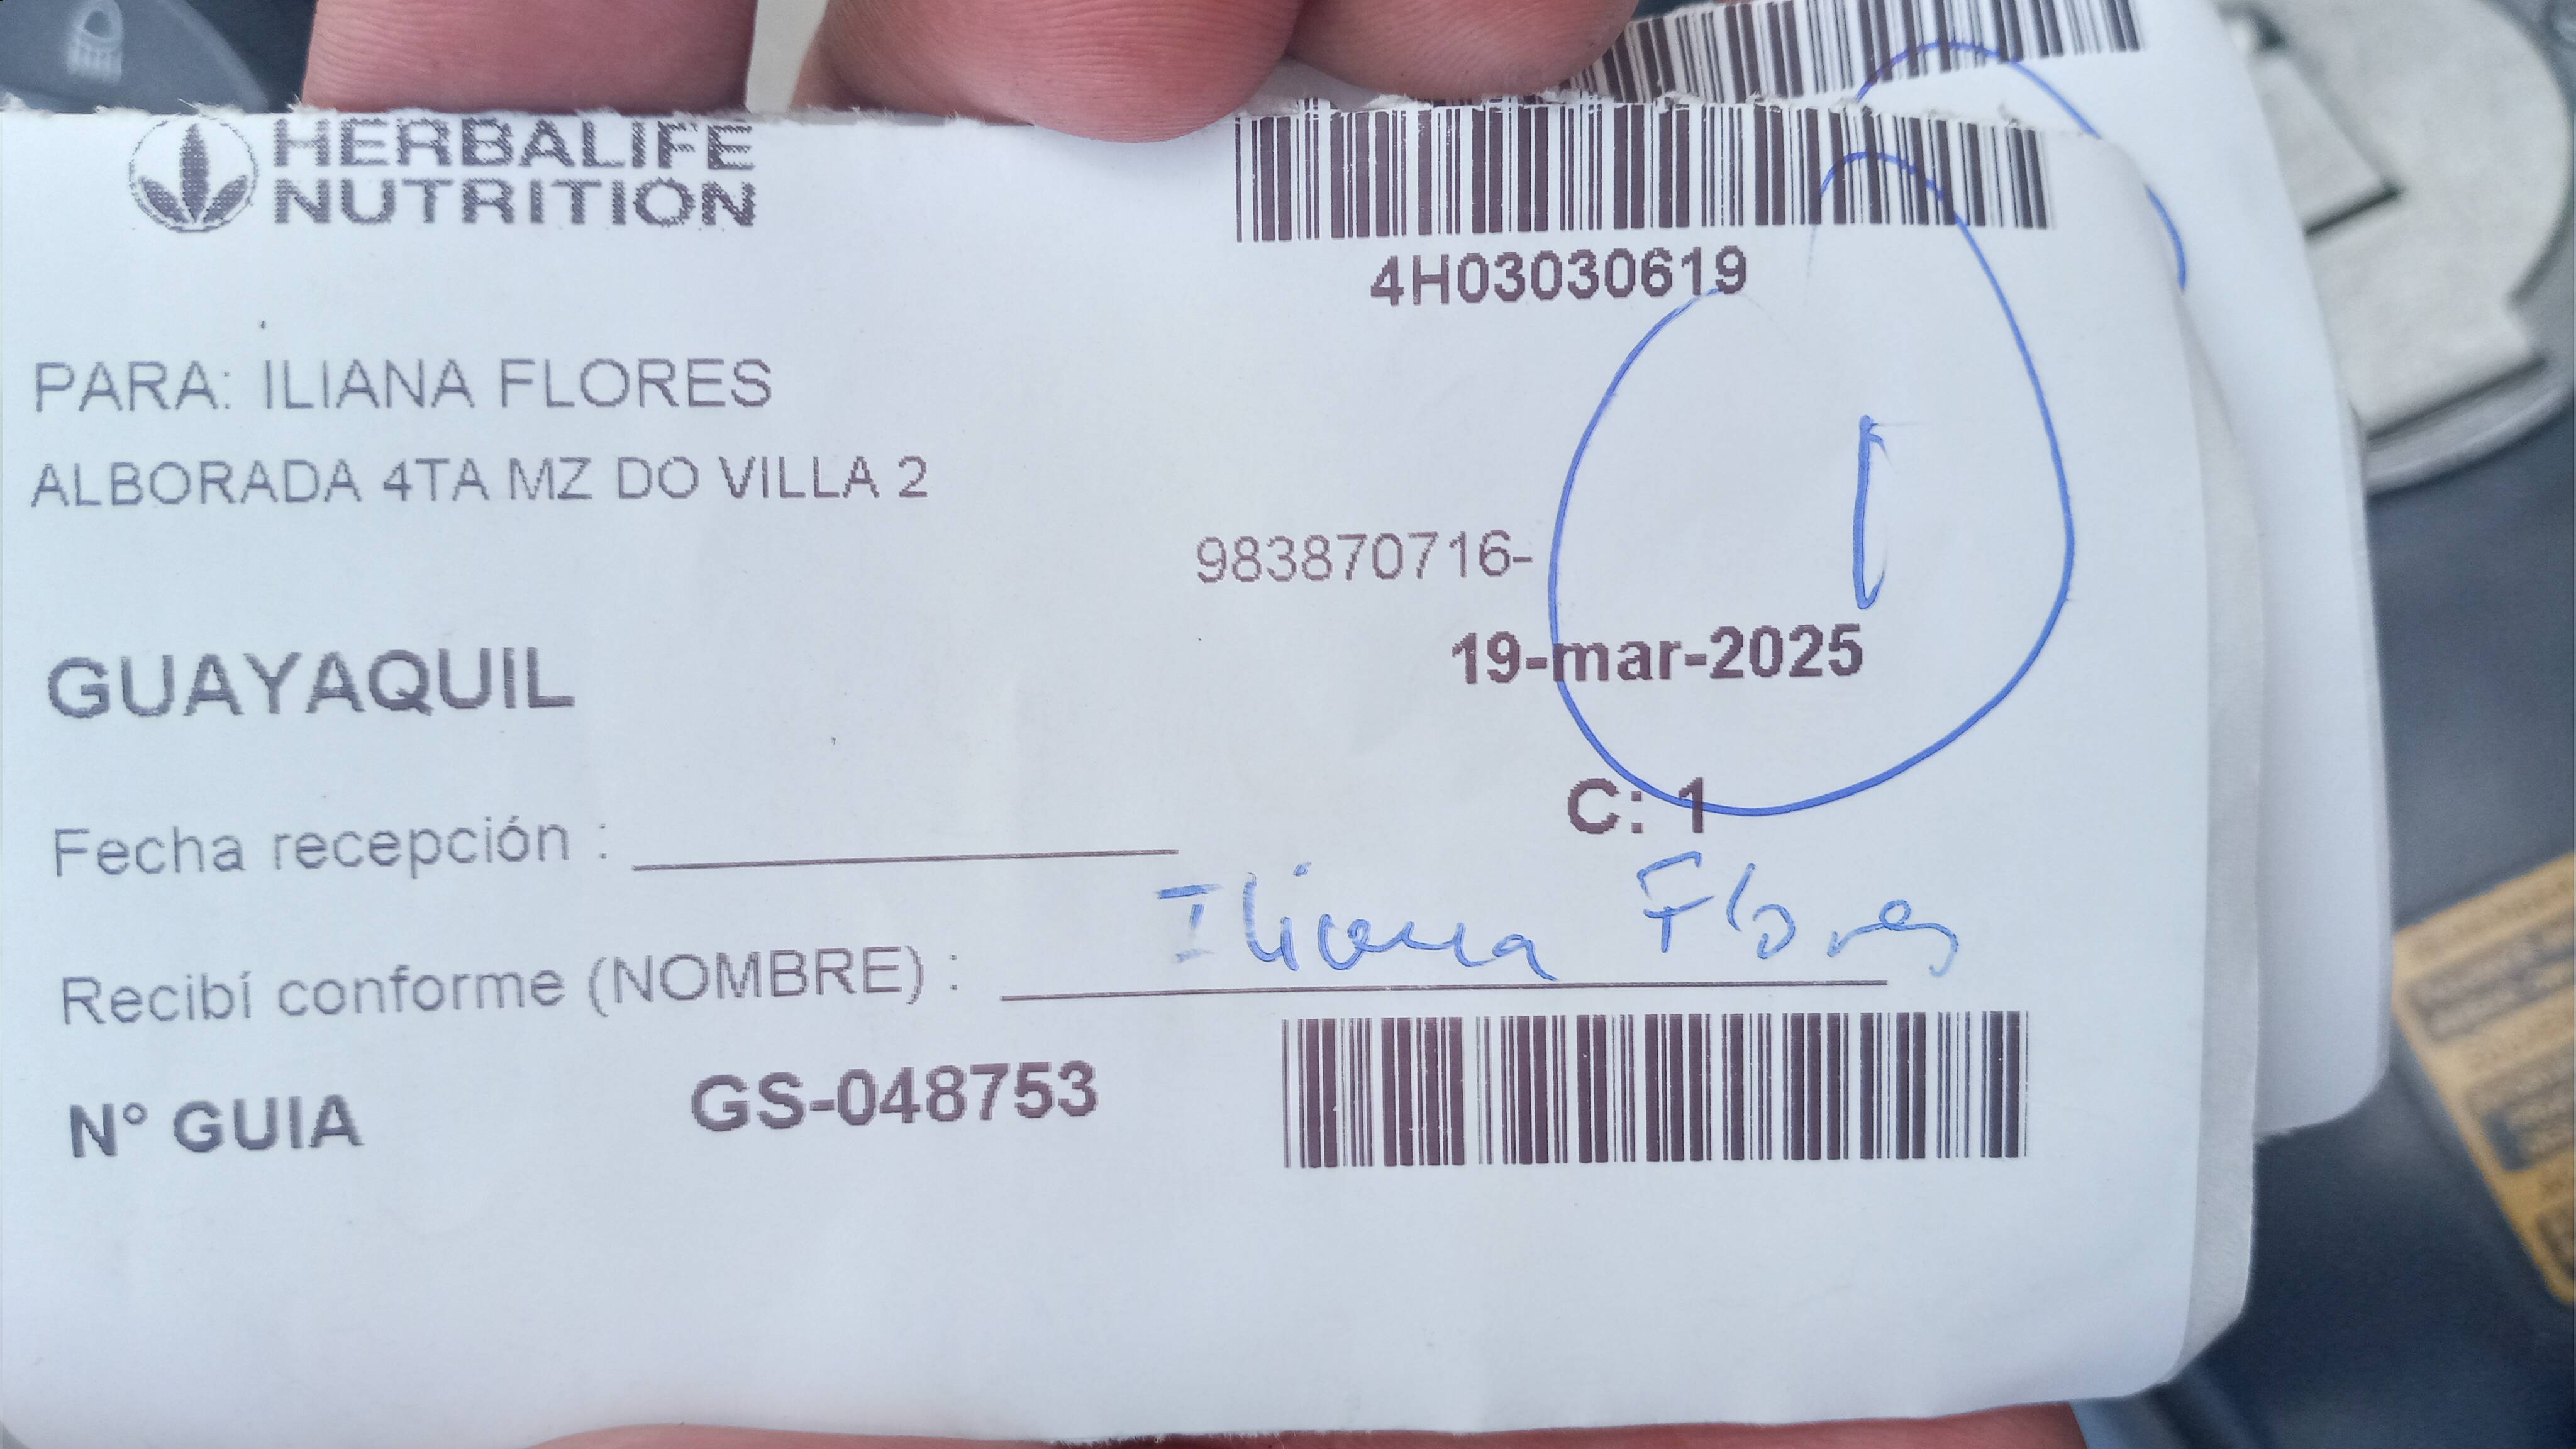 HERBALIFE
NUTRITION
4H03030619
PARA: ILIANA FLORES
ALBORADA 4TA MZ DO VILLA 2
983870716-
GUAYAQUIL
19-mar-2025
C: 1
Fecha recepción :
Recibí conforme (NOMBRE) : Iliana Flores
N° GUIA GS-048753